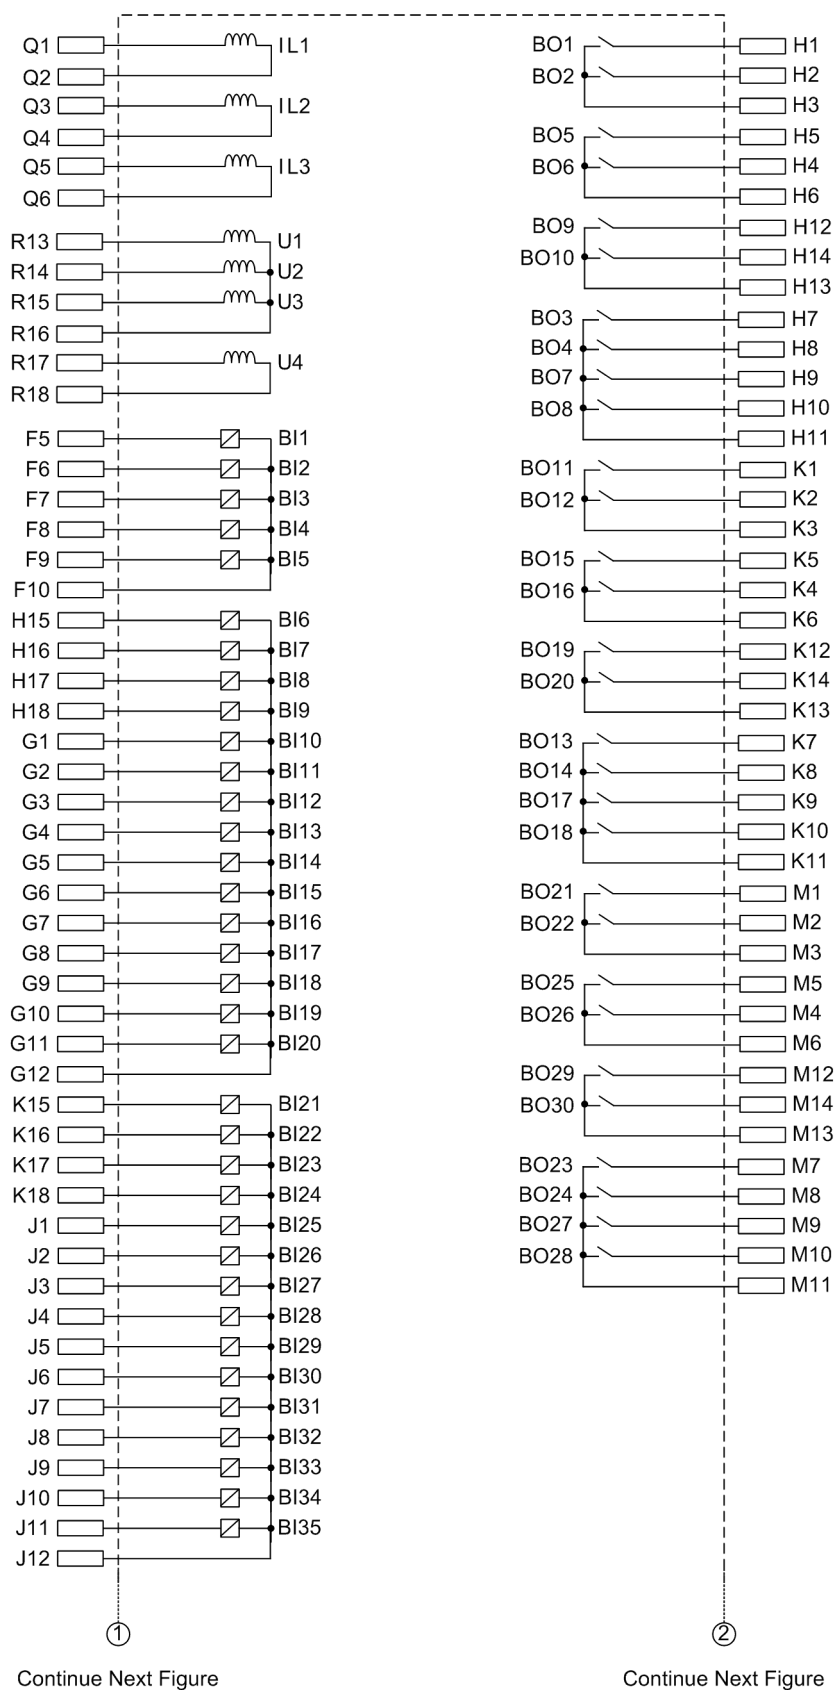 Q1 IL1
Q2
Q3 IL2
Q4
Q5 IL3
Q6
R13 U1
R14 U2
R15 U3
R16
R17 U4
R18
F5 BI1
F6 BI2
F7 BI3
F8 BI4
F9 BI5
F10
H15 BI6
H16 BI7
H17 BI8
H18 BI9
G1 BI10
G2 BI11
G3 BI12
G4 BI13
G5 BI14
G6 BI15
G7 BI16
G8 BI17
G9 BI18
G10 BI19
G11 BI20
G12
K15 BI21
K16 BI22
K17 BI23
K18 BI24
J1 BI25
J2 BI26
J3 BI27
J4 BI28
J5 BI29
J6 BI30
J7 BI31
J8 BI32
J9 BI33
J10 BI34
J11 BI35
J12
1
Continue Next Figure
BO1 H1
BO2 H2
H3
BO5 H5
BO6 H4
H6
BO9 H12
BO10 H14
H13
BO3 H7
BO4 H8
BO7 H9
BO8 H10
H11
BO11 K1
BO12 K2
K3
BO15 K5
BO16 K4
K6
BO19 K12
BO20 K14
K13
BO13 K7
BO14 K8
BO17 K9
BO18 K10
K11
BO21 M1
BO22 M2
M3
BO25 M5
BO26 M4
M6
BO29 M12
BO30 M14
M13
BO23 M7
BO24 M8
BO27 M9
BO28 M10
M11
2
Continue Next Figure